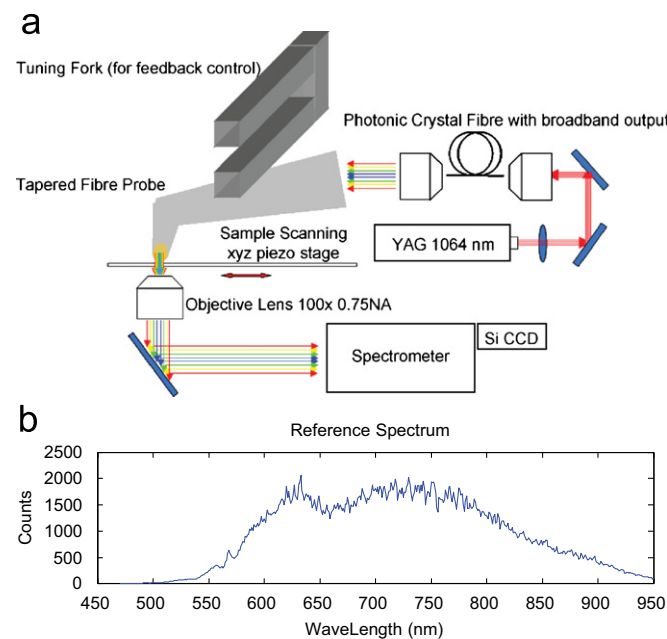 a
Tuning Fork (for feedback control)
Photonic Crystal Fibre with broadband output
Tapered Fibre Probe
Sample Scanning
xyz piezo stage
YAG 1064 nm
Objective Lens 100x 0.75NA
Spectrometer
Si CCD
b
Reference Spectrum
2500
2000
1500
1000
500
0
Counts
450 500 550 600 650 700 750 800 850 900 950
WaveLength (nm)